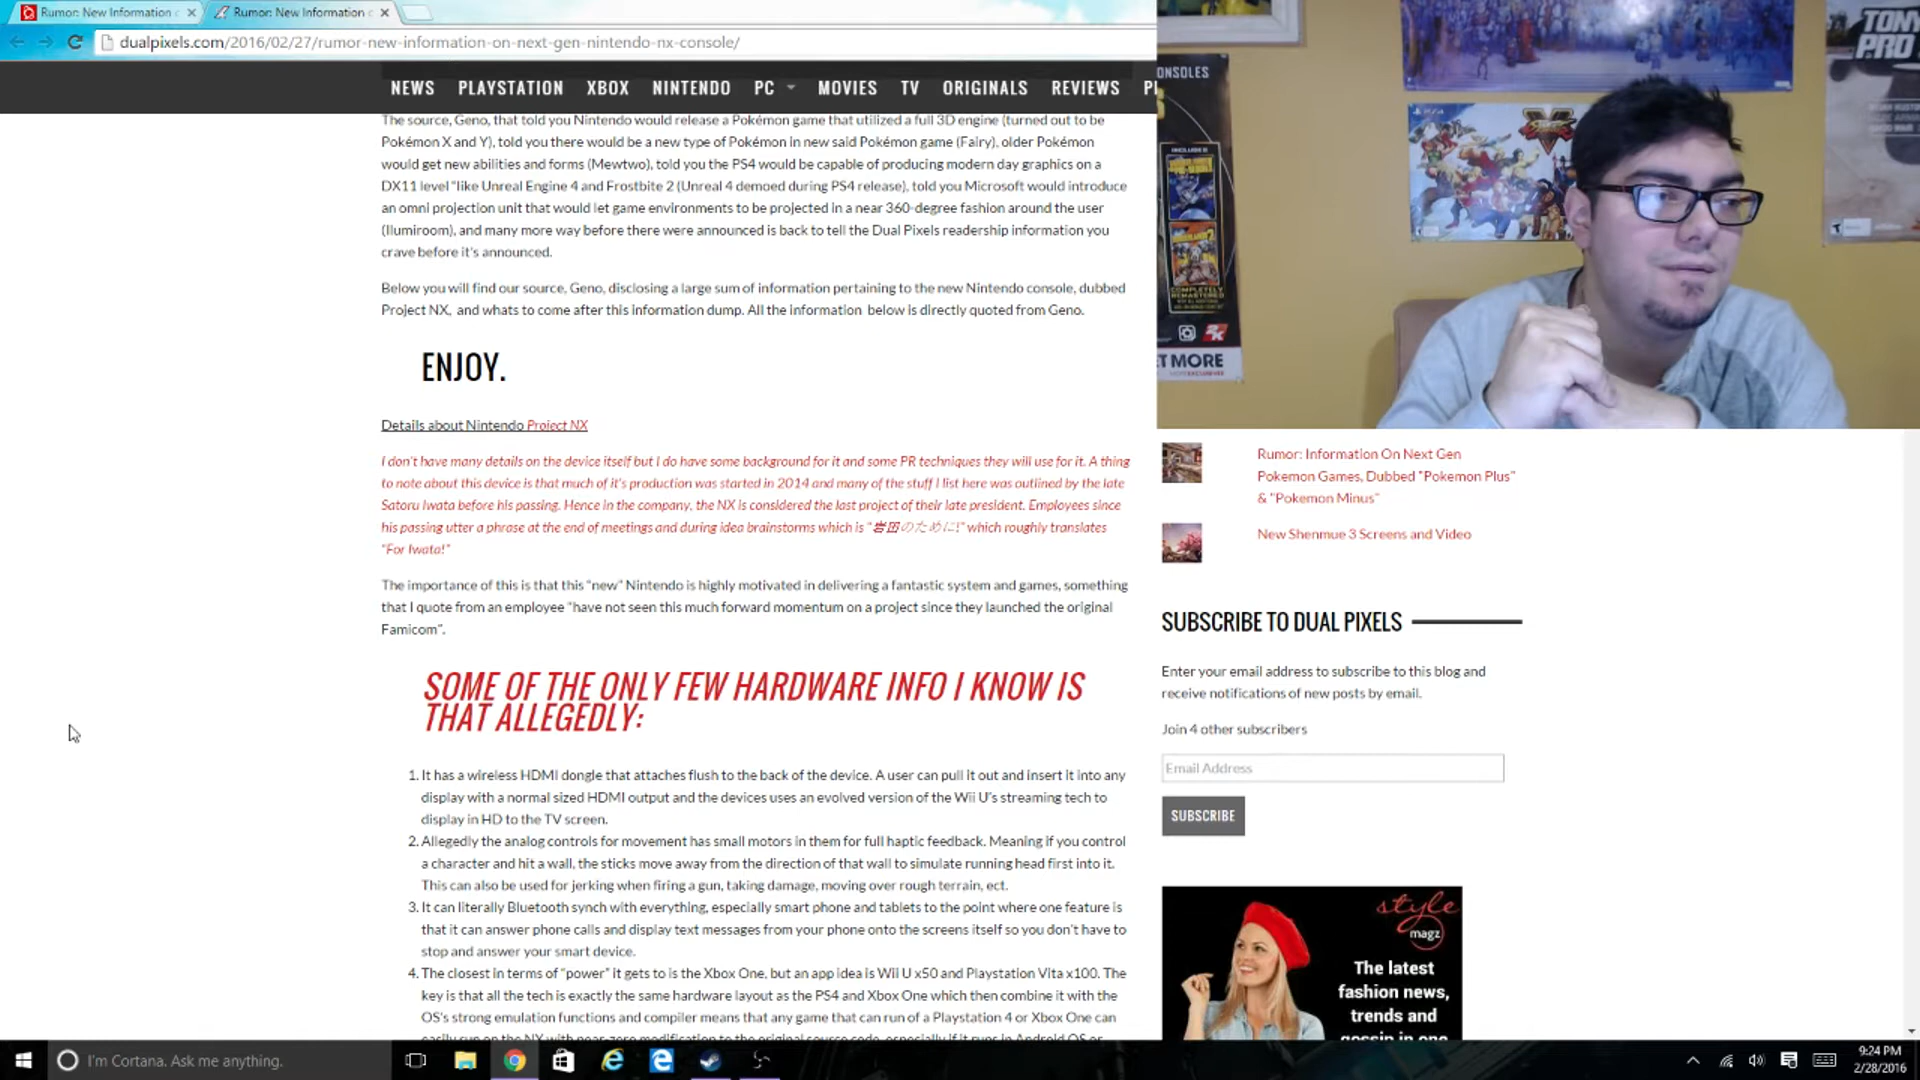 Rumor: New Information
Rumor: New Information
dualpixels.com/2016/02/27/rumor-new-information-on-next-gen-nintendo-nx-console/
NEWS PLAYSTATION XBOX NINTENDO PC MOVIES TV ORIGINALS REVIEWS
The source, Geno, that told you Nintendo would release a Pokémon game that utilized a full 3D engine (turned out to be
Pokémon X and Y), told you there would be a new type of Pokémon in new said Pokémon game (Fairy), older Pokémon
would get new abilities and forms (Mewtwo), told you the PS4 would be capable of producing modern day graphics on a
DX11 level "like Unreal Engine 4 and Frostbite 2 (Unreal 4 demoed during PS4 release), told you Microsoft would introduce
an omni projection unit that would let game environments to be projected in a near 360-degree fashion around the user
(Ilumiroom), and many more way before there were announced is back to tell the Dual Pixels readership information you
crave before it's announced.
Below you will find our source, Geno, disclosing a large sum of information pertaining to the new Nintendo console, dubbed
Project NX, and whats to come after this information dump. All the information below is directly quoted from Geno.
ENJOY.
Details about Nintendo Project NX
I don't have many details on the device itself but I do have some background for it and some PR techniques they will use for it. A thing
to note about this device is that much of it's production was started in 2014 and many of the stuff I list here was outlined by the late
Satoru Iwata before his passing. Hence in the company, the NX is considered the last project of their late president. Employees since
his passing utter a phrase at the end of meetings and during idea brainstorms which is "岩田のために!" which roughly translates
"For Iwata!"
The importance of this is that this "new" Nintendo is highly motivated in delivering a fantastic system and games, something
that I quote from an employee "have not seen this much forward momentum on a project since they launched the original
Famicom".
SOME OF THE ONLY FEW HARDWARE INFO I KNOW IS
THAT ALLEGEDLY:
1. It has a wireless HDMI dongle that attaches flush to the back of the device. A user can pull it out and insert it into any
display with a normal sized HDMI output and the devices uses an evolved version of the Wii U's streaming tech to
display in HD to the TV screen.
2. Allegedly the analog controls for movement has small motors in them for full haptic feedback. Meaning if you control
a character and hit a wall, the sticks move away from the direction of that wall to simulate running head first into it.
This can also be used for jerking when firing a gun, taking damage, moving over rough terrain, ect.
3. It can literally Bluetooth synch with everything, especially smart phone and tablets to the point where one feature is
that it can answer phone calls and display text messages from your phone onto the screens itself so you don't have to
stop and answer your smart device.
4. The closest in terms of "power" it gets to is the Xbox One, but an app idea is Wii U x50 and Playstation Vita x100. The
key is that all the tech is exactly the same hardware layout as the PS4 and Xbox One which then combine it with the
OS's strong emulation functions and compiler means that any game that can run of a Playstation 4 or Xbox One can
easily run on the NX with near-zero modification to the original source code, especially if it runs in Android OS or
ONSOLES
COMPLETELY
REMASTERED
2K
ET MORE
PS4
V
TONY
PRO
T
Rumor: Information On Next Gen
Pokemon Games, Dubbed "Pokemon Plus"
& "Pokemon Minus"
New Shenmue 3 Screens and Video
SUBSCRIBE TO DUAL PIXELS
Enter your email address to subscribe to this blog and
receive notifications of new posts by email.
Join 4 other subscribers
Email Address
SUBSCRIBE
style
magz
The latest
fashion news,
trends and
gossip in one
I'm Cortana. Ask me anything.
9:24 PM
2/28/2016